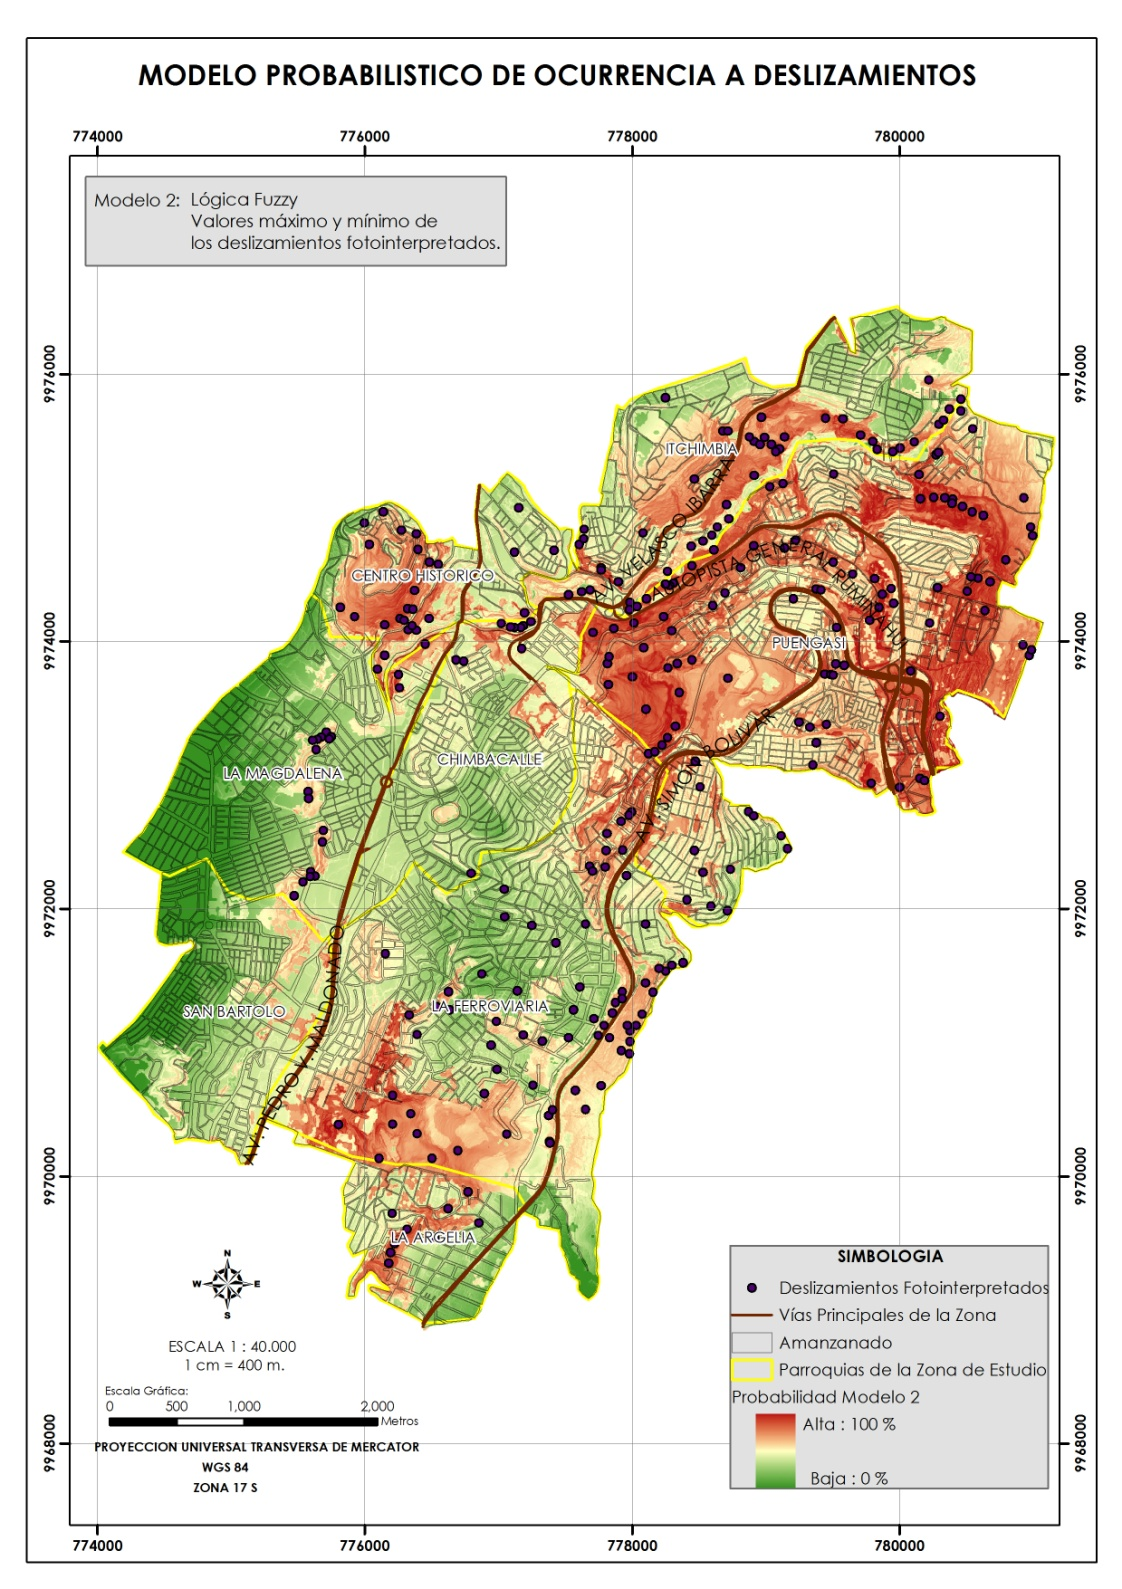 MODELO PROBABILISTICO DE OCURRENCIA A DESLIZAMIENTOS
774000 776000 778000 780000
Modelo 2: Lógica Fuzzy
Valores máximo y mínimo de
los deslizamientos fotointerpretados.
9976000 9976000
ITCHIMBIA
AV. VELASCO IBARRA
AUTOPISTA GENERAL RUMIÑAHUI
CENTRO HISTORICO
9974000 9974000
PUENGASI
CHIMBACALLE
LA MAGDALENA
AV. SIMON BOLIVAR
9972000 9972000
AV. PEDRO V. MALDONADO
SAN BARTOLO
LA FERROVIARIA
9970000 9970000
LA ARGELIA
N
W E
S
ESCALA 1 : 40.000
1 cm = 400 m.
Escala Gráfica:
0 500 1,000 2,000
Metros
PROYECCION UNIVERSAL TRANSVERSA DE MERCATOR
WGS 84
ZONA 17 S
SIMBOLOGIA
Deslizamientos Fotointerpretados
Vías Principales de la Zona
Amanzanado
Parroquias de la Zona de Estudio
Probabilidad Modelo 2
Alta : 100 %
Baja : 0 %
9968000 9968000
774000 776000 778000 780000